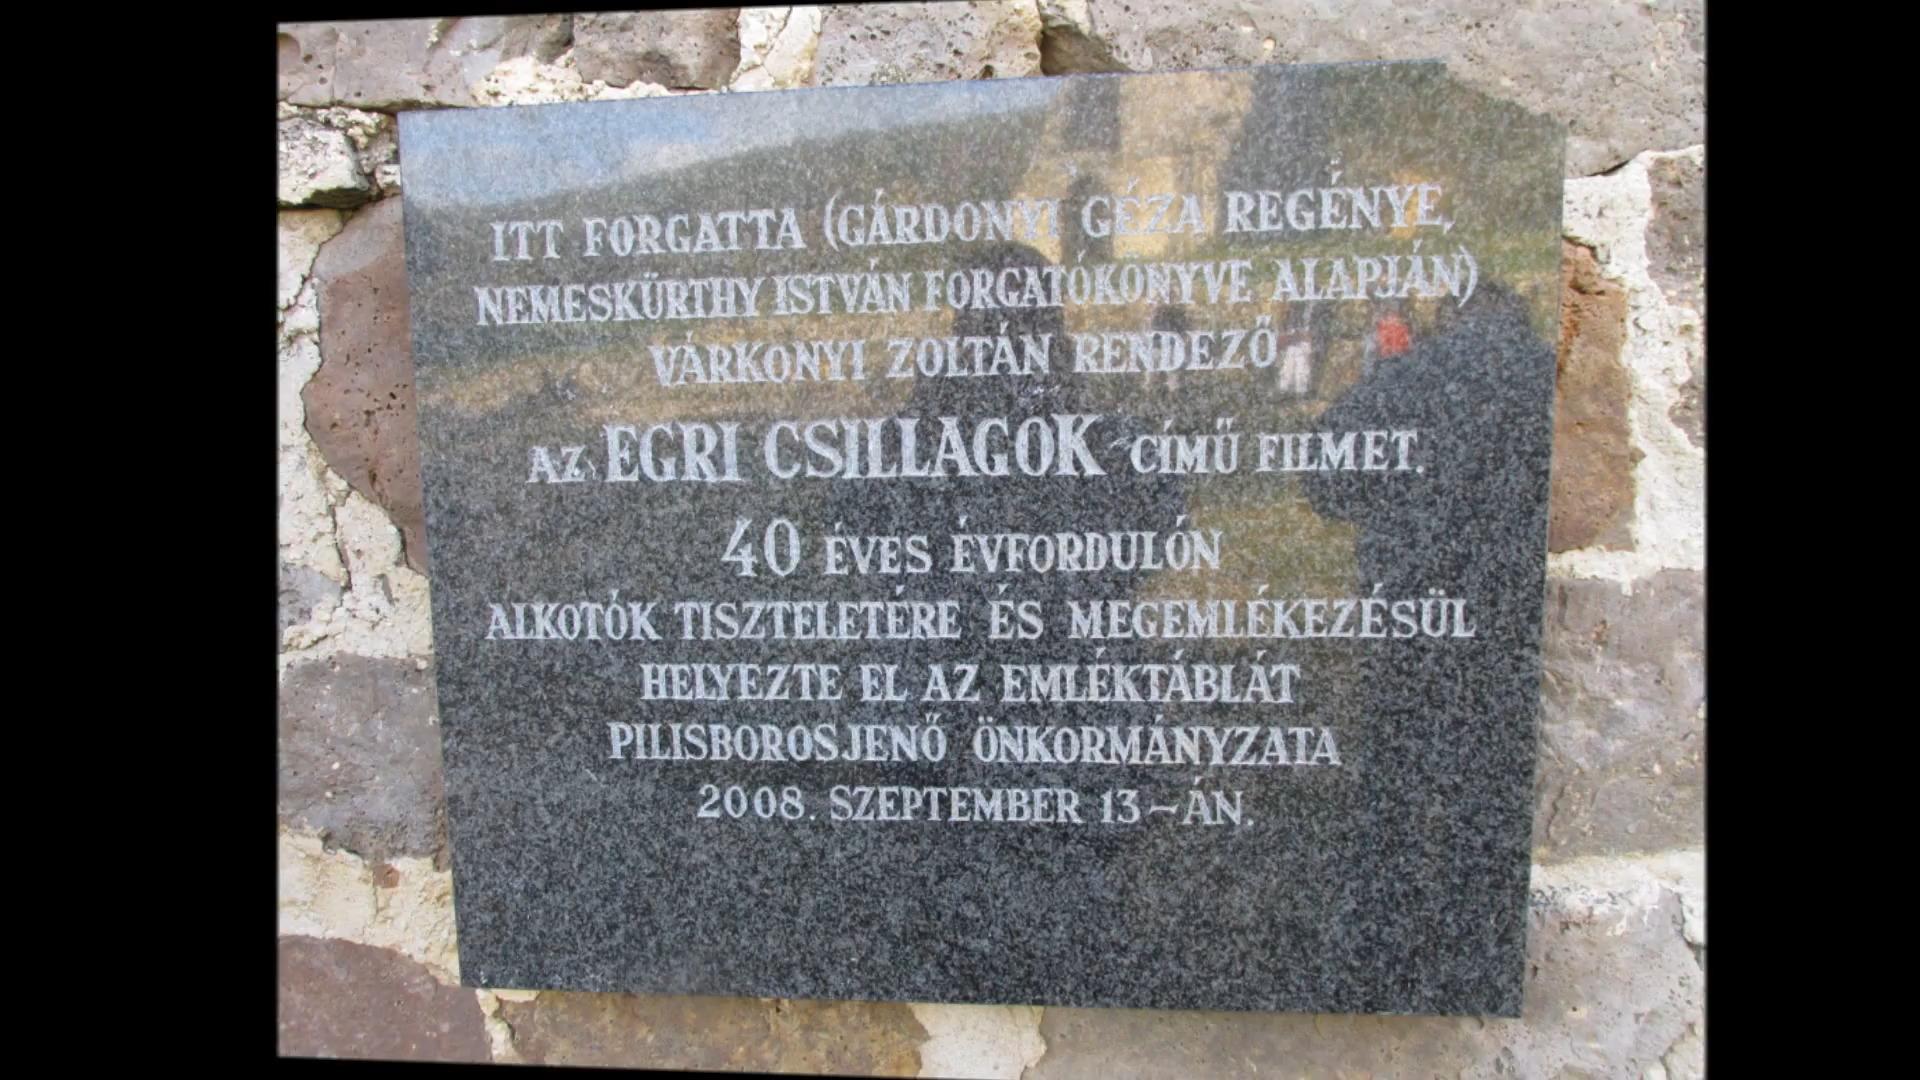 ITT FORGATTA (GÁRDONYI GÉZA REGÉNYE,
NEMESKÜRTHY ISTVÁN FORGATÓKÖNYVE ALAPJÁN)
VÁRKONYI ZOLTÁN RENDEZŐ
AZ EGRI CSILLAGOK CÍMŰ FILMET.
40 ÉVES ÉVFORDULÓN
ALKOTÓK TISZTELETÉRE ÉS MEGEMLÉKEZÉSÜL
HELYEZTE EL AZ EMLÉKTÁBLÁT
PILISBOROSJENŐ ÖNKORMÁNYZATA
2008. SZEPTEMBER 13-ÁN.